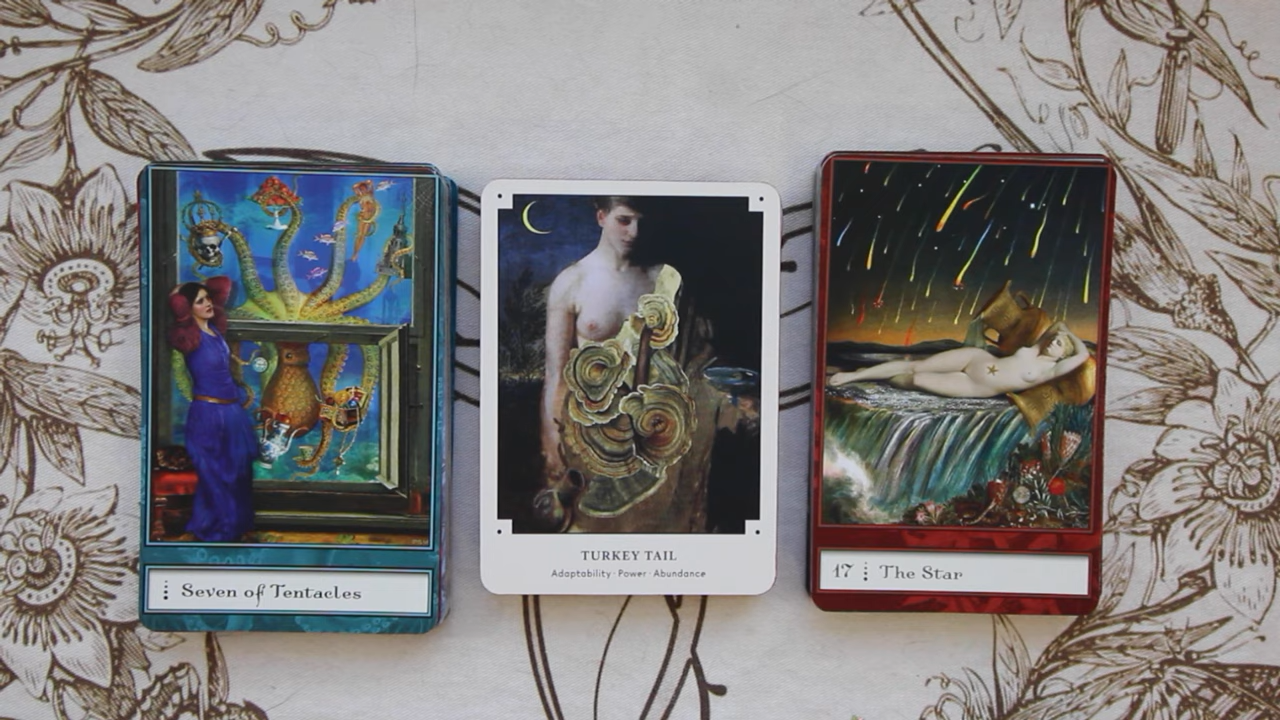 Seven of Tentacles
TURKEY TAIL
Adaptability · Power · Abundance
17 The Star